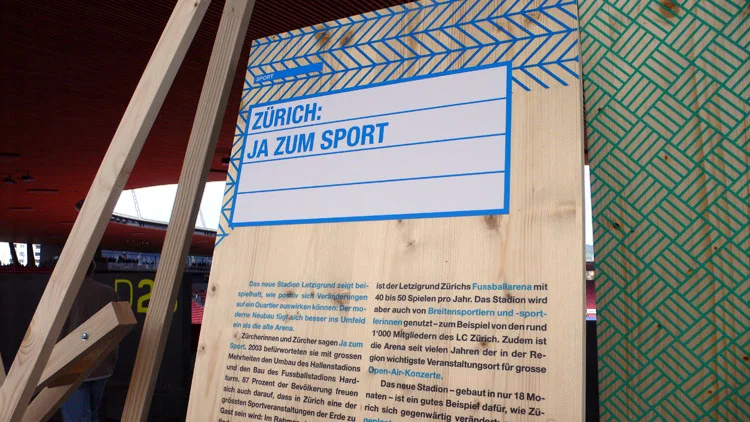 SPORT
ZÜRICH:
JA ZUM SPORT
Das neue Stadion Letzigrund zeigt bei-
spielhaft, wie positiv sich Veränderungen
auf ein Quartier auswirken können: Der mo-
derne Neubau fügt sich besser ins Umfeld
ein als die alte Arena.
Zürcherinnen und Zürcher sagen Ja zum
Sport. 2003 befürworteten sie mit grossen
Mehrheiten den Umbau des Hallenstadions
und den Bau des Fussballstadions Hard-
turm. 87 Prozent der Bevölkerung freuen
sich auch darauf, dass in Zürich eine der
grössten Sportveranstaltungen der Erde zu
Gast sein wird: Im Rahmen
ist der Letzigrund Zürichs Fussballarena mit
40 bis 50 Spielen pro Jahr. Das Stadion wird
aber auch von Breitensportlern und -sport-
lerinnen genutzt – zum Beispiel von den rund
1'000 Mitgliedern des LC Zürich. Zudem ist
die Arena seit vielen Jahren der in der Re-
gion wichtigste Veranstaltungsort für grosse
Open-Air-Konzerte.
Das neue Stadion – gebaut in nur 18 Mo-
naten – ist ein gutes Beispiel dafür, wie Zü-
rich sich gegenwärtig verändert: